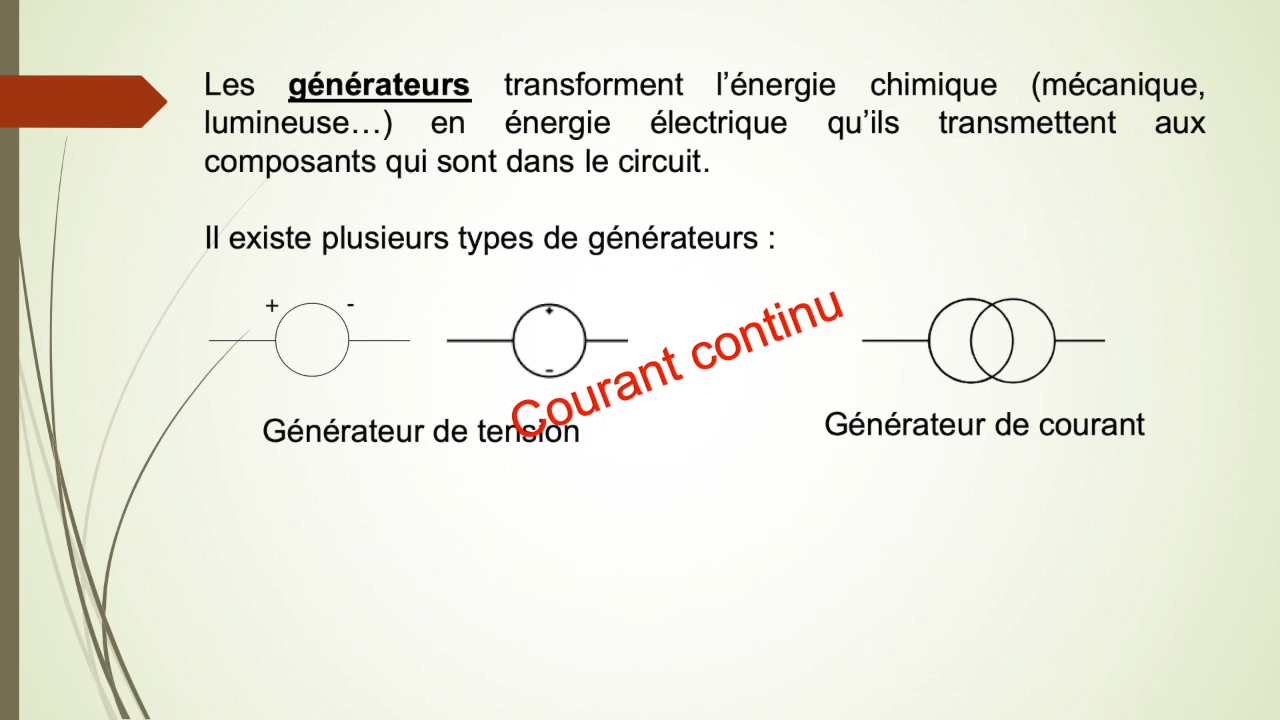 Les générateurs transforment l’énergie chimique (mécanique,
lumineuse…) en énergie électrique qu’ils transmettent aux
composants qui sont dans le circuit.
Il existe plusieurs types de générateurs :
+ -
+
-
Courant continu
Générateur de tension
Générateur de courant